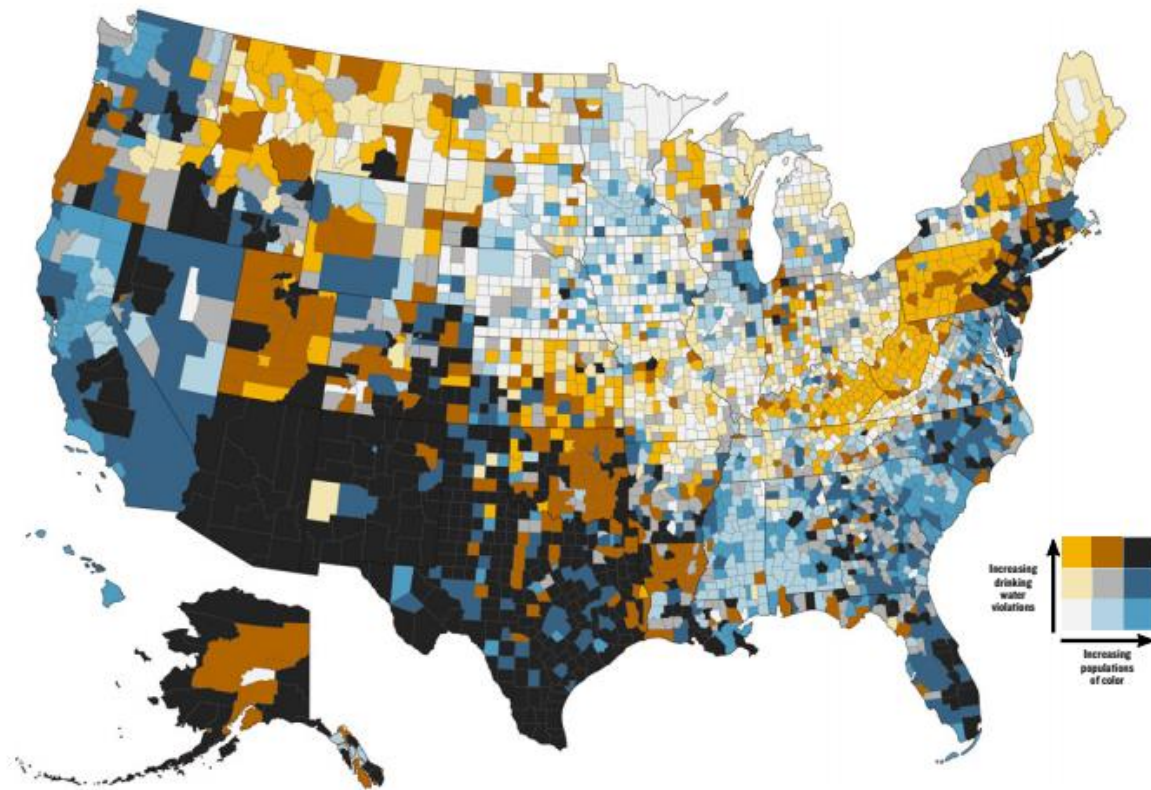 Increasing
drinking
water
violations
Increasing
populations
of color